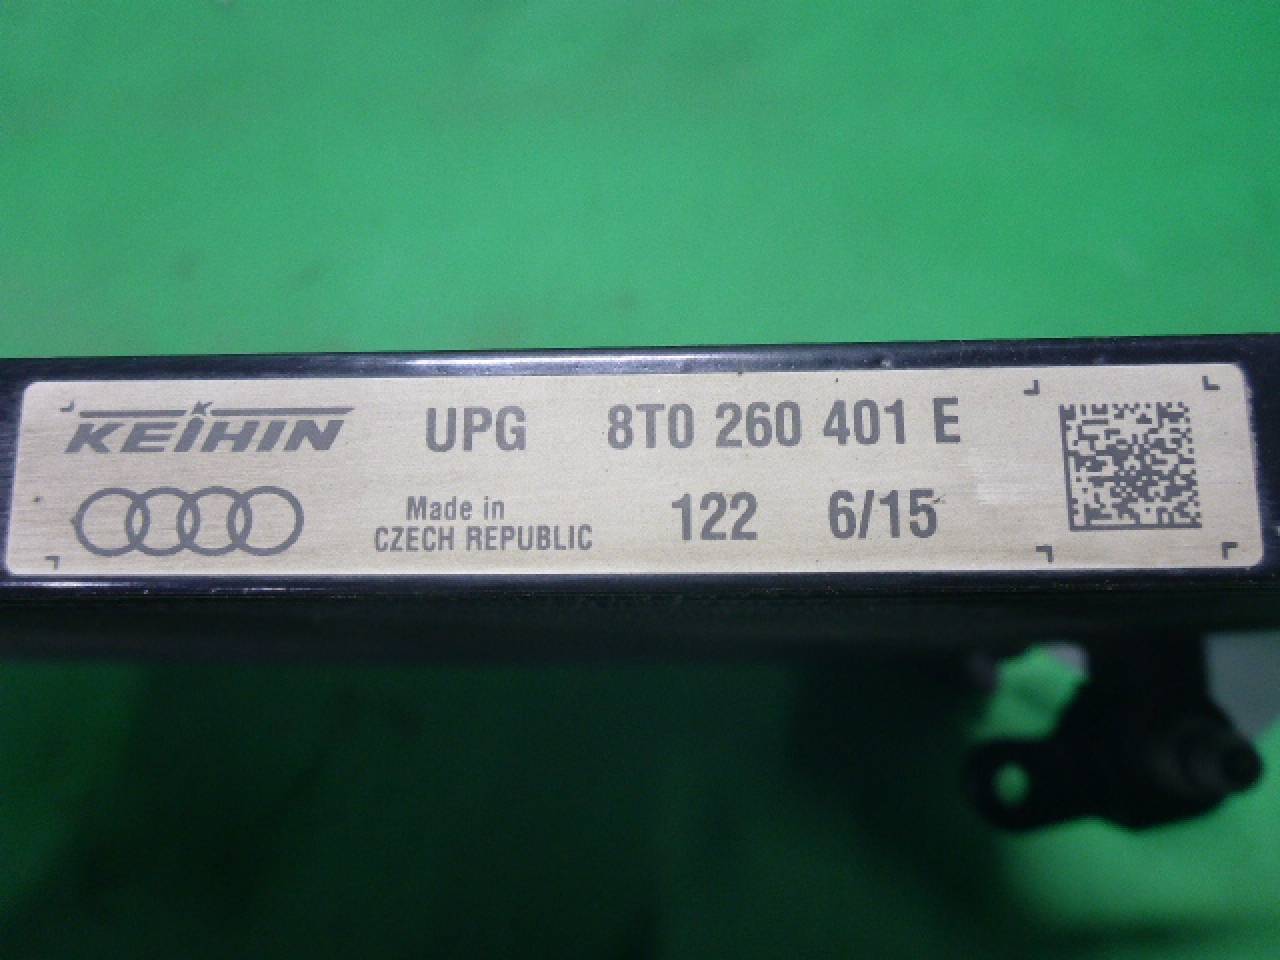 KEIHIN UPG 8T0 260 401 E
Made in
CZECH REPUBLIC
122 6/15